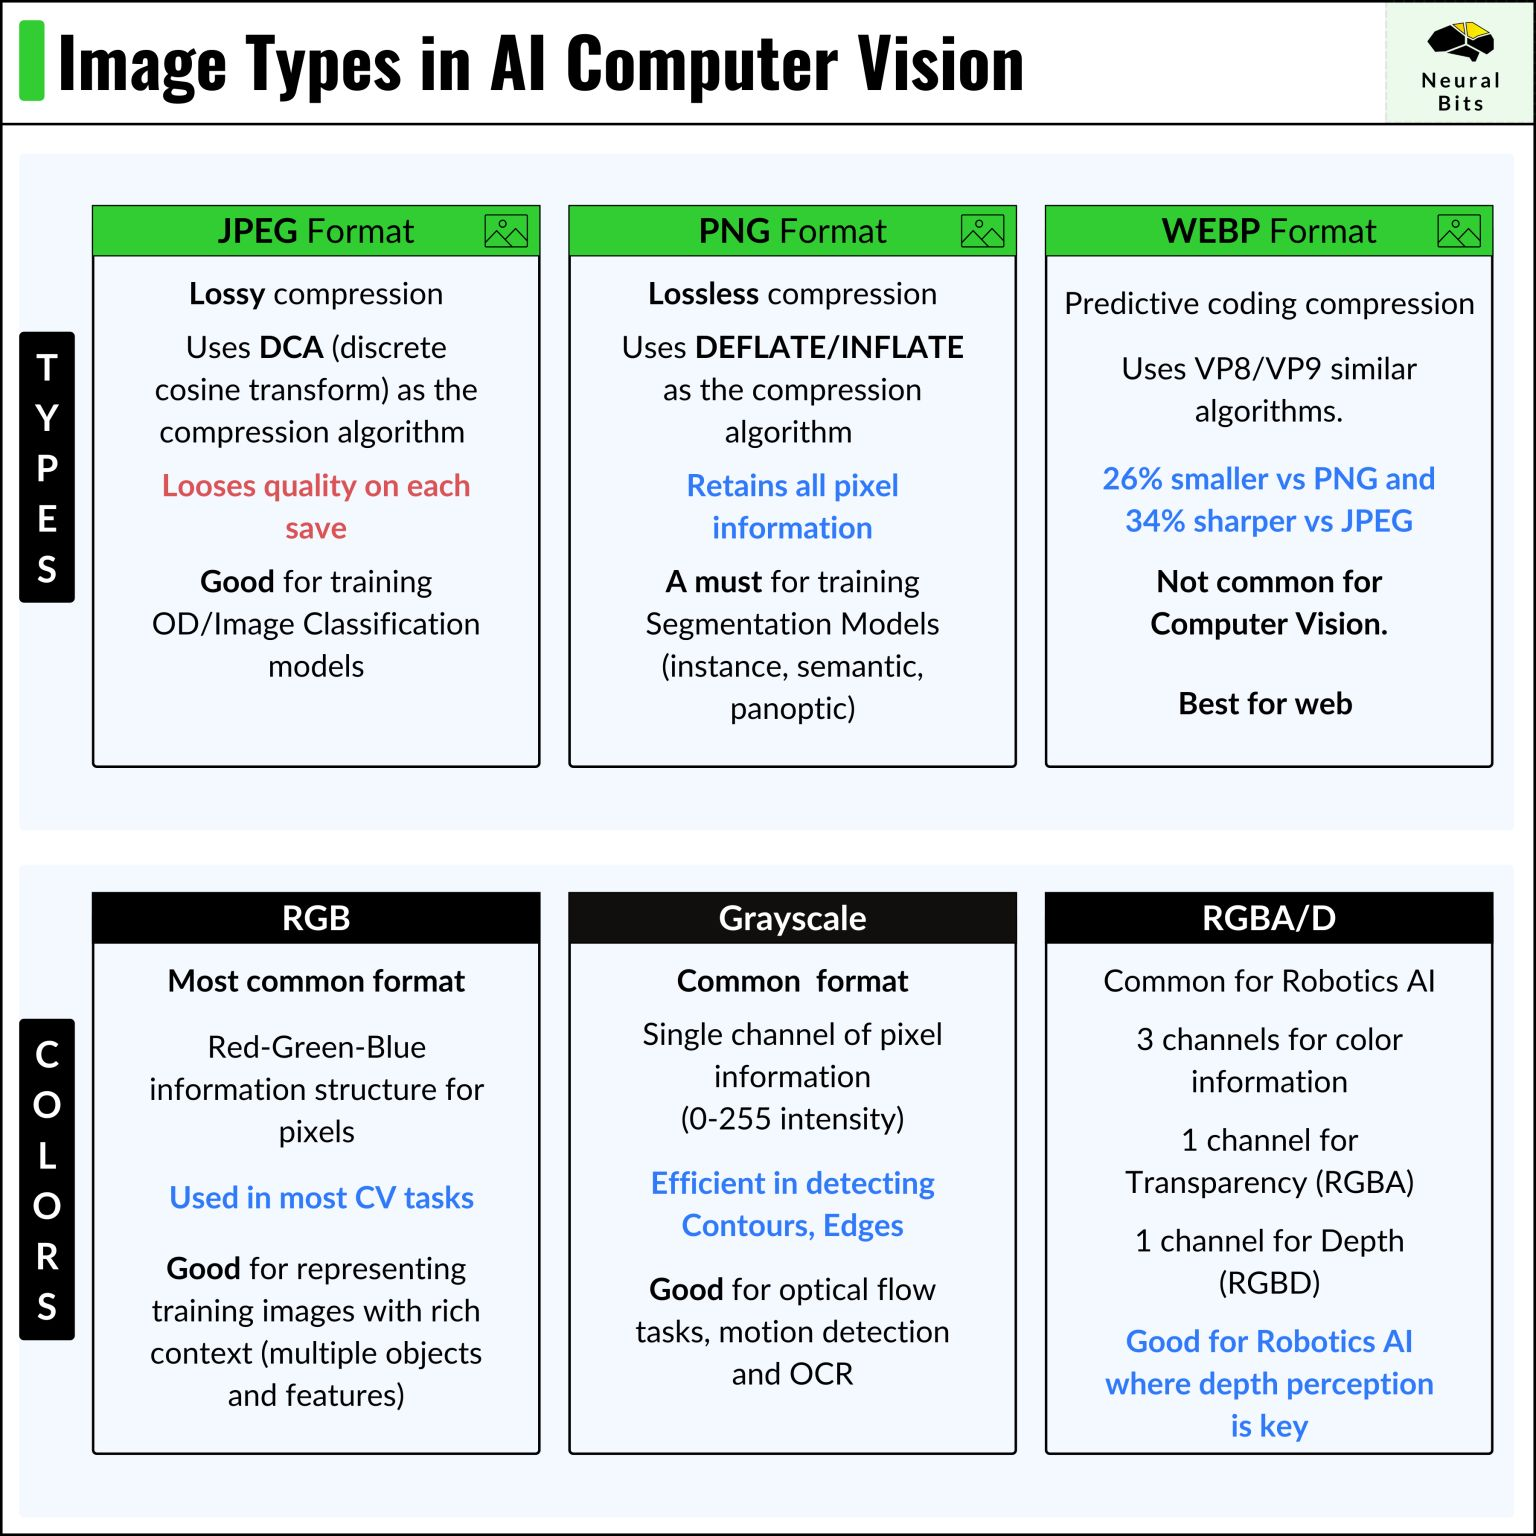 Image Types in AI Computer Vision
Neural
Bits
TYPES
JPEG Format
Lossy compression
Uses DCA (discrete
cosine transform) as the
compression algorithm
Looses quality on each
save
Good for training
OD/Image Classification
models
PNG Format
Lossless compression
Uses DEFLATE/INFLATE
as the compression
algorithm
Retains all pixel
information
A must for training
Segmentation Models
(instance, semantic,
panoptic)
WEBP Format
Predictive coding compression
Uses VP8/VP9 similar
algorithms.
26% smaller vs PNG and
34% sharper vs JPEG
Not common for
Computer Vision.
Best for web
COLORS
RGB
Most common format
Red-Green-Blue
information structure for
pixels
Used in most CV tasks
Good for representing
training images with rich
context (multiple objects
and features)
Grayscale
Common format
Single channel of pixel
information
(0-255 intensity)
Efficient in detecting
Contours, Edges
Good for optical flow
tasks, motion detection
and OCR
RGBA/D
Common for Robotics AI
3 channels for color
information
1 channel for
Transparency (RGBA)
1 channel for Depth
(RGBD)
Good for Robotics AI
where depth perception
is key